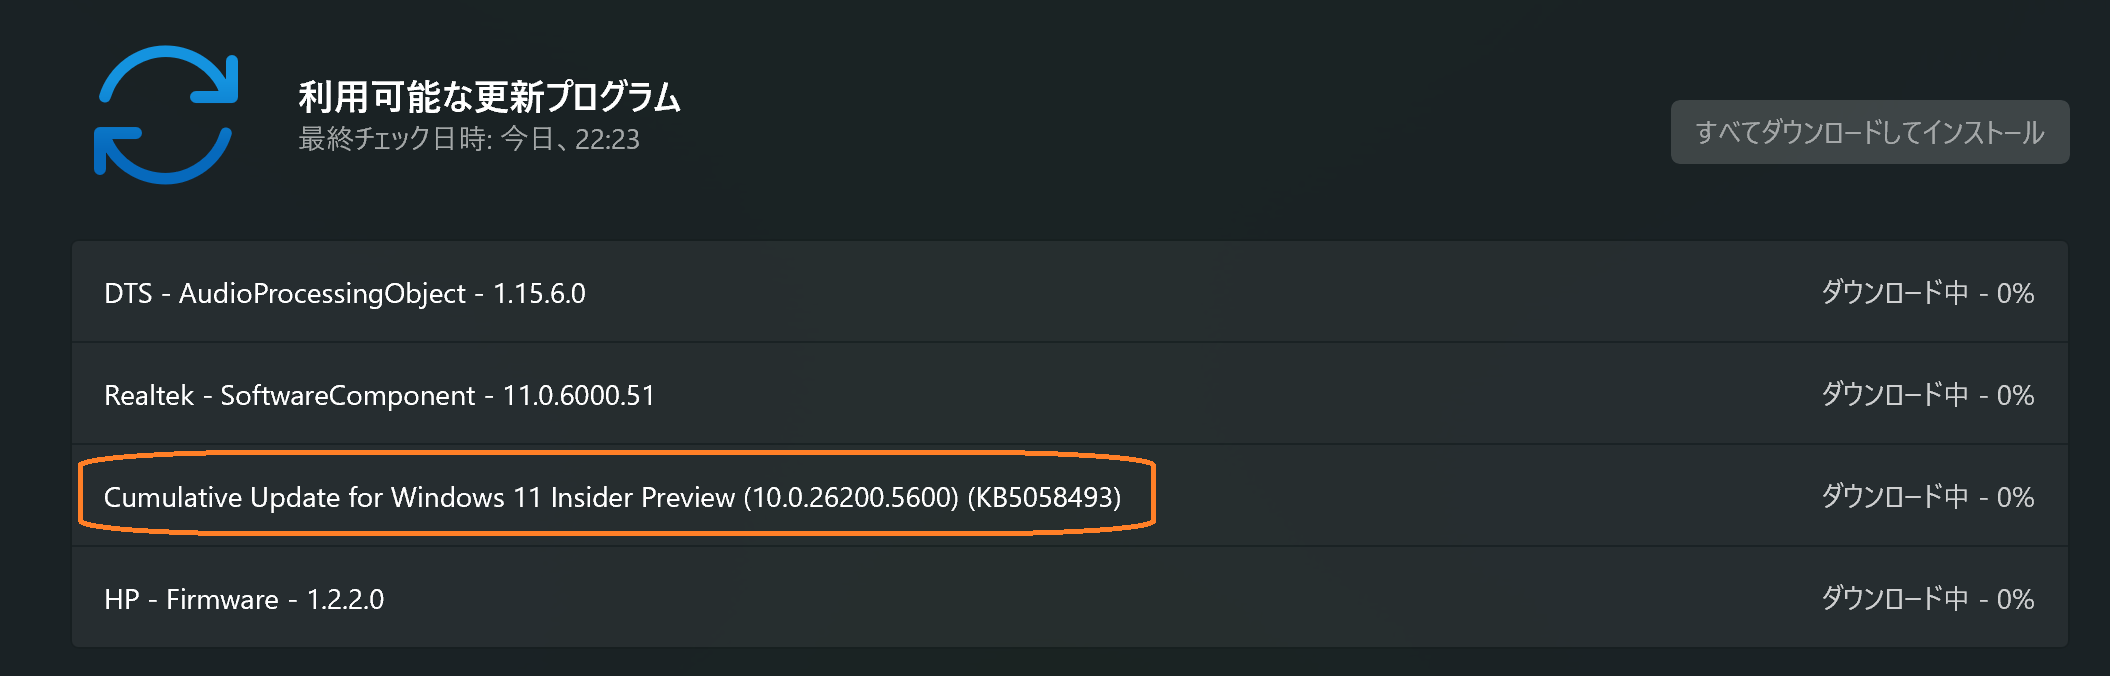 利用可能な更新プログラム
最終チェック日時: 今日、22:23
すべてダウンロードしてインストール
DTS - AudioProcessingObject - 1.15.6.0
ダウンロード中 - 0%
Realtek - SoftwareComponent - 11.0.6000.51
ダウンロード中 - 0%
Cumulative Update for Windows 11 Insider Preview (10.0.26200.5600) (KB5058493)
ダウンロード中 - 0%
HP - Firmware - 1.2.2.0
ダウンロード中 - 0%